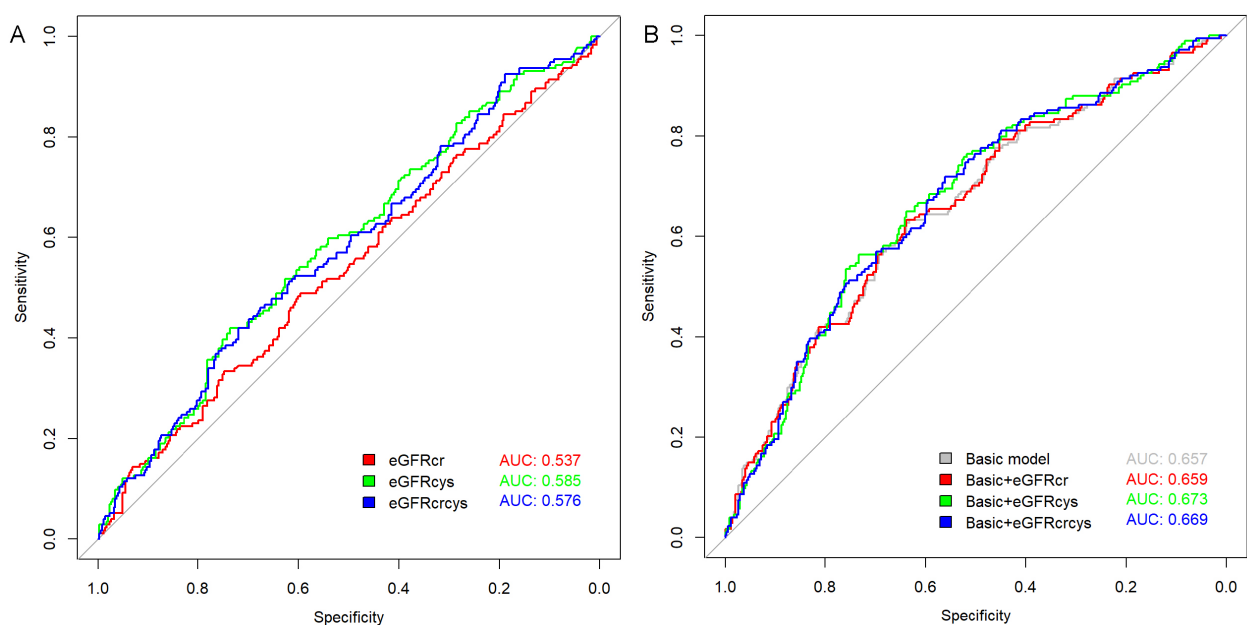 A
1.0
0.8
0.6
0.4
0.2
0.0
Sensitivity
eGFRcr AUC: 0.537
eGFRcys AUC: 0.585
eGFRcrcys AUC: 0.576
1.0 0.8 0.6 0.4 0.2 0.0
Specificity
B
1.0
0.8
0.6
0.4
0.2
0.0
Sensitivity
Basic model AUC: 0.657
Basic+eGFRcr AUC: 0.659
Basic+eGFRcys AUC: 0.673
Basic+eGFRcrcys AUC: 0.669
1.0 0.8 0.6 0.4 0.2 0.0
Specificity